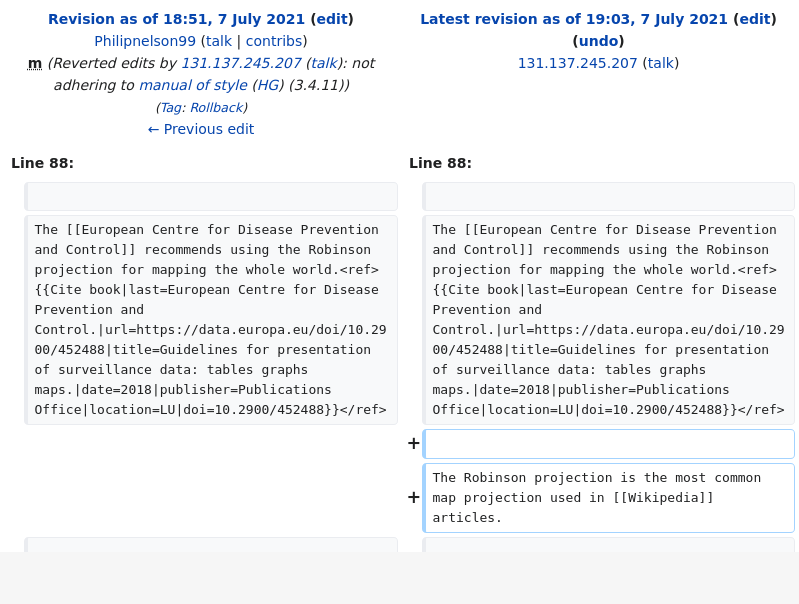 Revision as of 18:51, 7 July 2021 (edit)
Philipnelson99 (talk | contribs)
m (Reverted edits by 131.137.245.207 (talk): not
adhering to manual of style (HG) (3.4.11))
(Tag: Rollback)
← Previous edit
Latest revision as of 19:03, 7 July 2021 (edit)
(undo)
131.137.245.207 (talk)
Line 88:
Line 88:
The [[European Centre for Disease Prevention
and Control]] recommends using the Robinson
projection for mapping the whole world.<ref>
{{Cite book|last=European Centre for Disease
Prevention and
Control.|url=https://data.europa.eu/doi/10.29
00/452488|title=Guidelines for presentation
of surveillance data: tables graphs
maps.|date=2018|publisher=Publications
Office|location=LU|doi=10.2900/452488}}</ref>
The [[European Centre for Disease Prevention
and Control]] recommends using the Robinson
projection for mapping the whole world.<ref>
{{Cite book|last=European Centre for Disease
Prevention and
Control.|url=https://data.europa.eu/doi/10.29
00/452488|title=Guidelines for presentation
of surveillance data: tables graphs
maps.|date=2018|publisher=Publications
Office|location=LU|doi=10.2900/452488}}</ref>
+
+
The Robinson projection is the most common
map projection used in [[Wikipedia]]
articles.